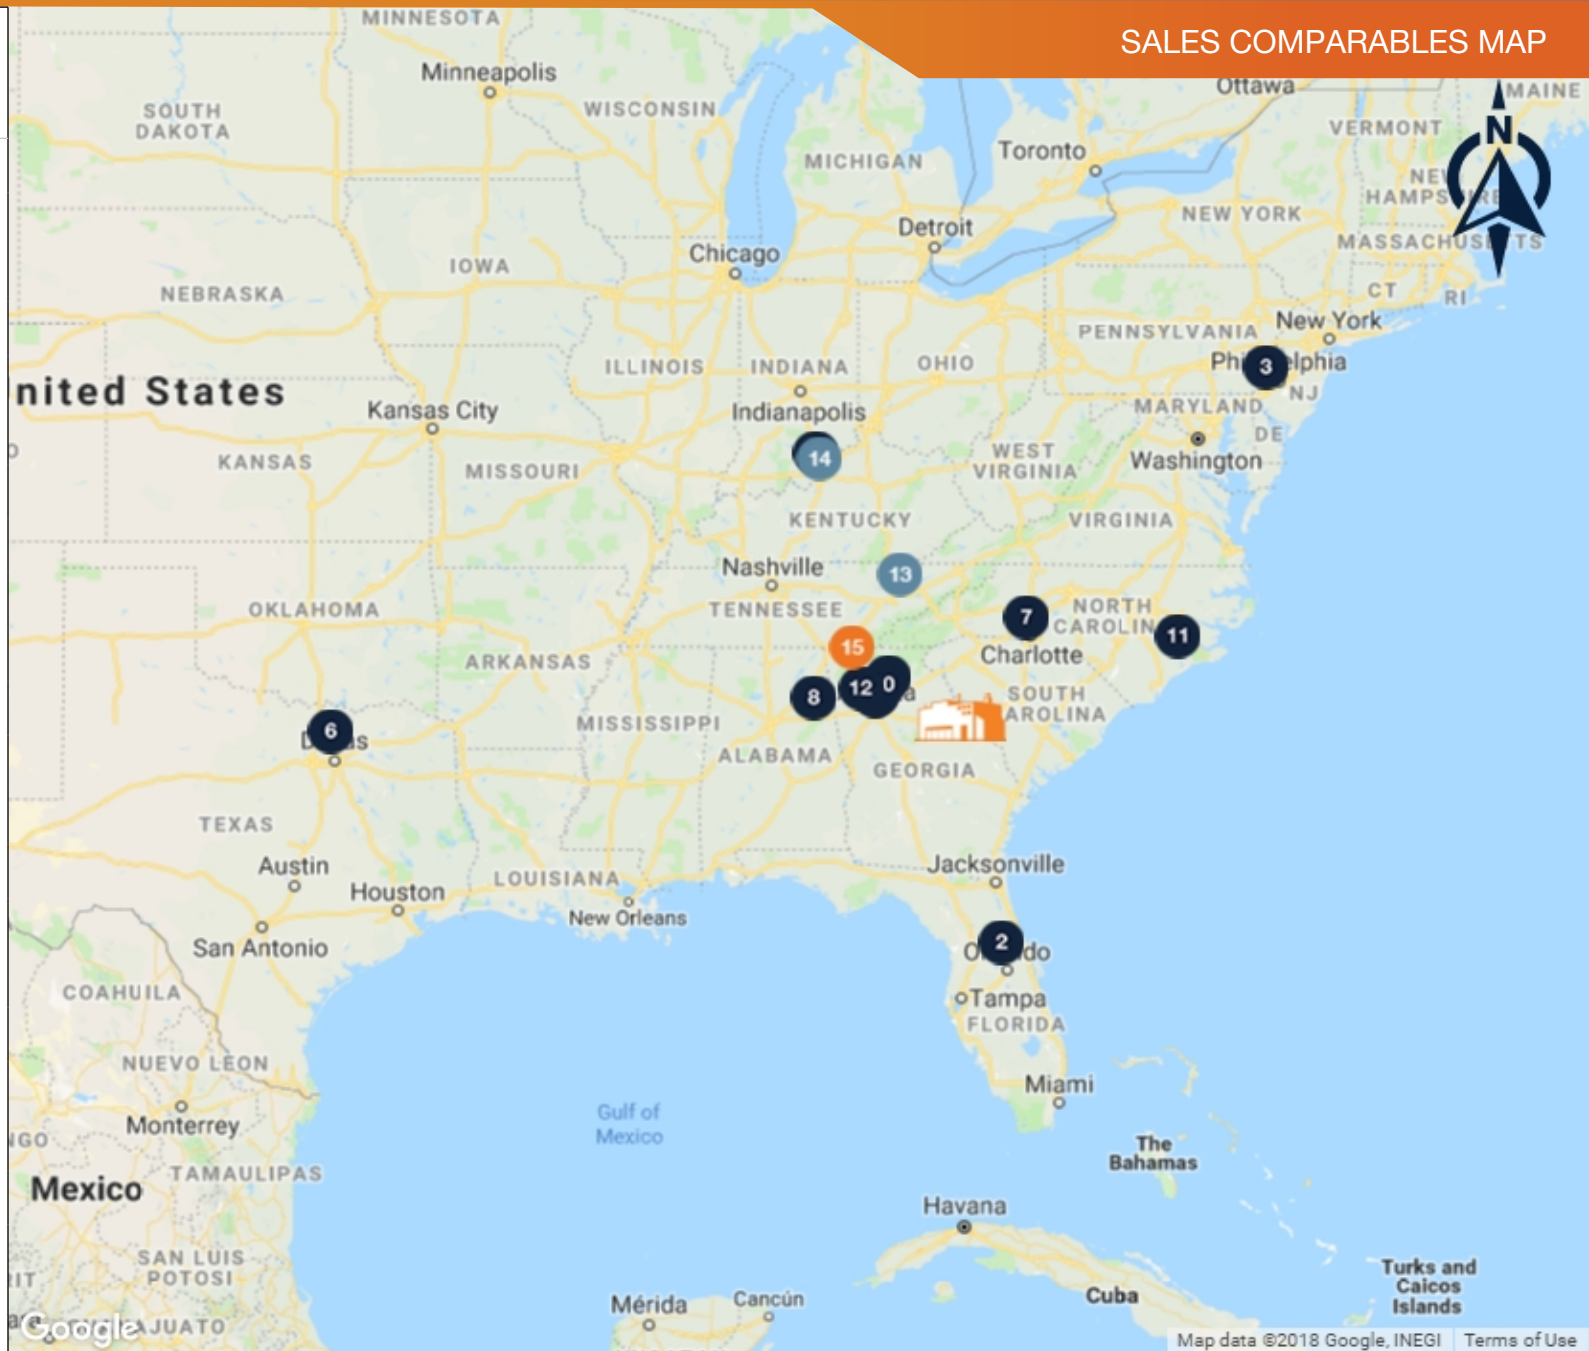 SALES COMPARABLES MAP
MINNESOTA
Minneapolis
Ottawa
MAINE
SOUTH
DAKOTA
WISCONSIN
VERMONT
N
MICHIGAN
Toronto
NEW YORK
MASSACHUSETTS
Detroit
Chicago
IOWA
NEBRASKA
CT
RI
PENNSYLVANIA
New York
ILLINOIS
INDIANA
OHIO
3
NJ
nited States
Kansas City
Indianapolis
MARYLAND
DE
KANSAS
MISSOURI
14
WEST
VIRGINIA
Washington
KENTUCKY
VIRGINIA
Nashville
13
OKLAHOMA
TENNESSEE
7
NORTH
CAROLIN
11
15
Charlotte
ARKANSAS
8
12
0
a
SOUTH
AROLINA
6
MISSISSIPPI
ALABAMA
GEORGIA
TEXAS
Austin
Houston
LOUISIANA
Jacksonville
New Orleans
San Antonio
2
COAHUILA
Tampa
FLORIDA
NUEVO LEON
Miami
Monterrey
Gulf of
Mexico
NGO
The
Bahamas
TAMAULIPAS
Mexico
Havana
SAN LUIS
POTOSI
RIT
Turks and
Caicos
Islands
Cuba
Mérida
Cancún
Google
AJUATO
Map data ©2018 Google, INEGI
Terms of Use